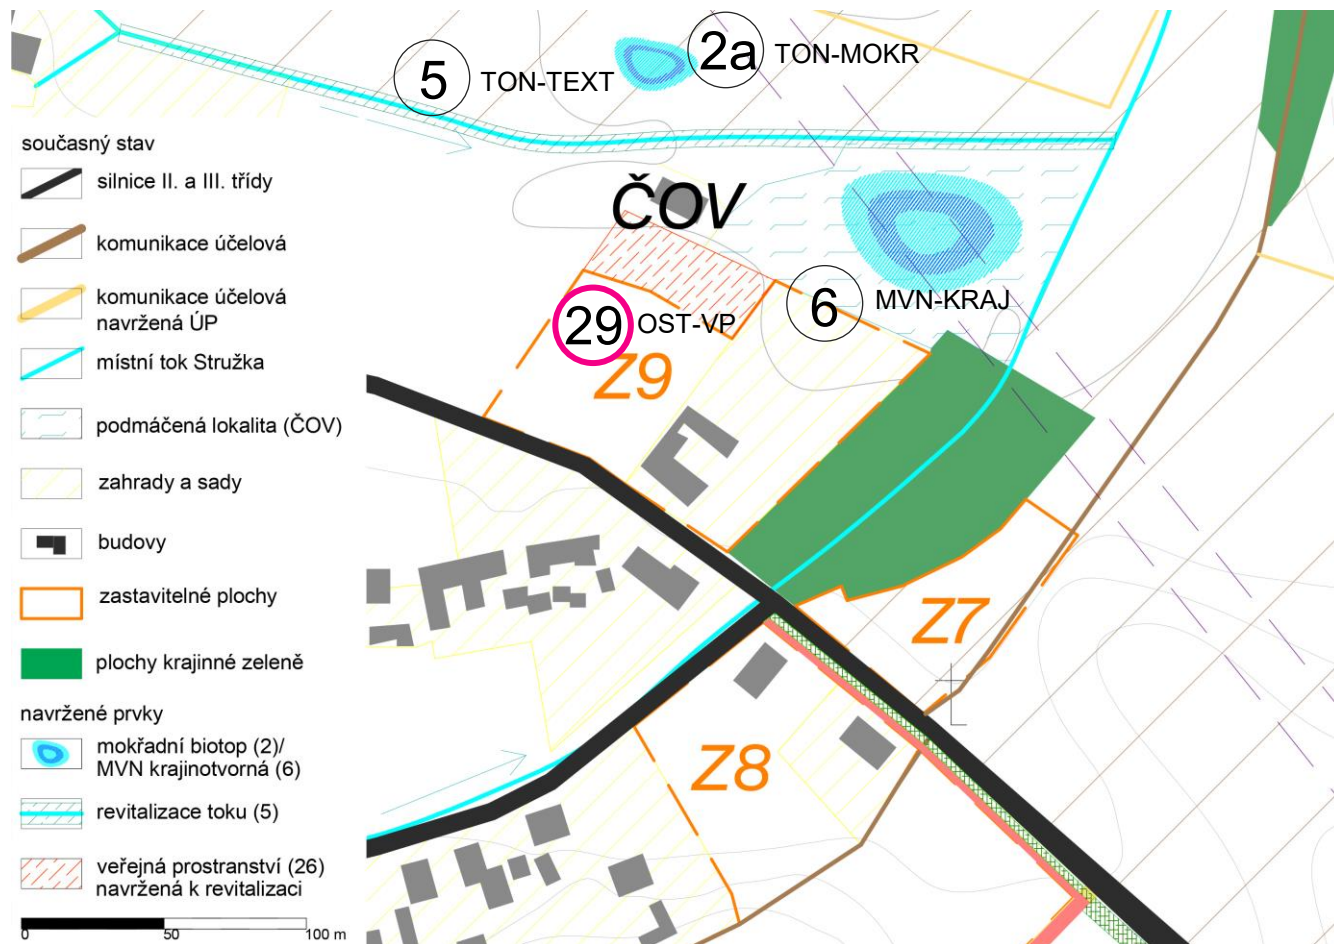 5 TON-TEXT
2a TON-MOKR
současný stav
silnice II. a III. třídy
komunikace účelová
komunikace účelová
navržená ÚP
místní tok Stružka
podmáčená lokalita (ČOV)
zahrady a sady
budovy
zastavitelné plochy
plochy krajinné zeleně
navržené prvky
mokřadní biotop (2)/
MVN krajinotvorná (6)
revitalizace toku (5)
veřejná prostranství (26)
navržená k revitalizaci
0 50 100 m
ČOV
6 MVN-KRAJ
29 OST-VP
Z9
Z7
Z8